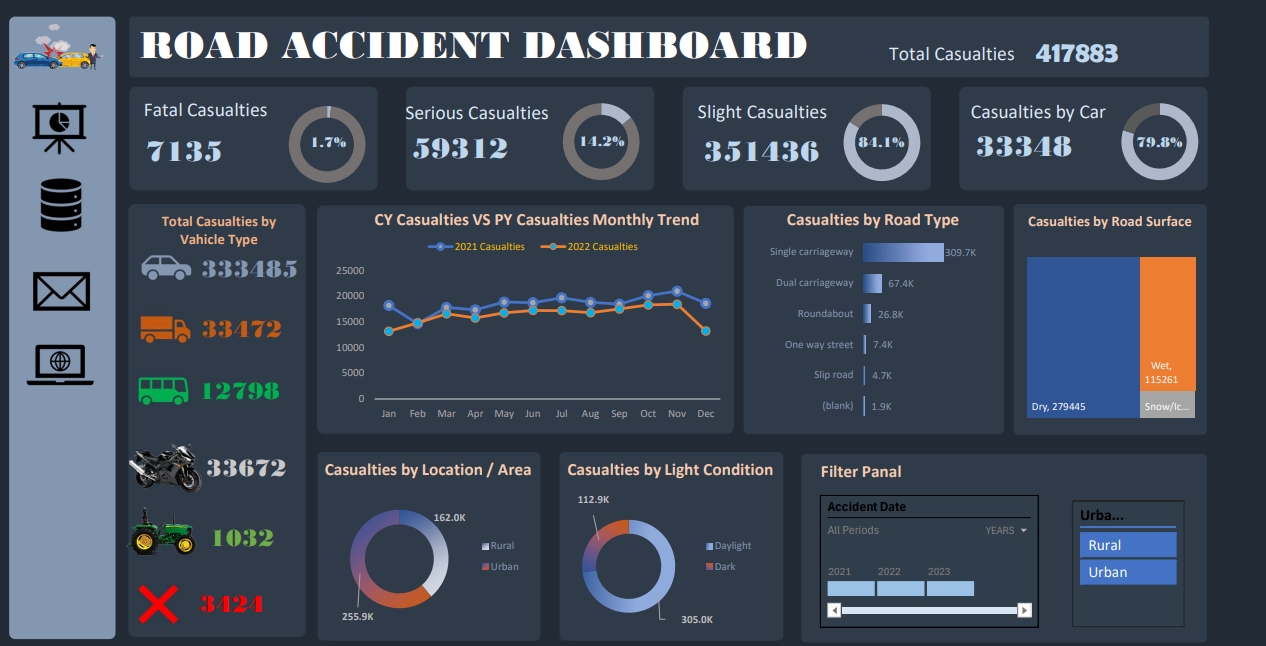 ROAD ACCIDENT DASHBOARD
Total Casualties 417883
Fatal Casualties
7135
1.7%
Serious Casualties
59312
14.2%
Slight Casualties
351436
84.1%
Casualties by Car
33348
79.8%
Total Casualties by
Vehicle Type
333485
33472
12798
33672
1032
3424
CY Casualties VS PY Casualties Monthly Trend
2021 Casualties 2022 Casualties
25000
20000
15000
10000
5000
0
Jan Feb Mar Apr May Jun Jul Aug Sep Oct Nov Dec
Casualties by Road Type
Single carriageway 309.7K
Dual carriageway 67.4K
Roundabout 26.8K
One way street 7.4K
Slip road 4.7K
(blank) 1.9K
Casualties by Road Surface
Dry, 279445
Wet,
115261
Snow/Ic...
Casualties by Location / Area
162.0K
255.9K
Rural
Urban
Casualties by Light Condition
112.9K
305.0K
Daylight
Dark
Filter Panal
Accident Date
All Periods YEARS
2021 2022 2023
Urba...
Rural
Urban